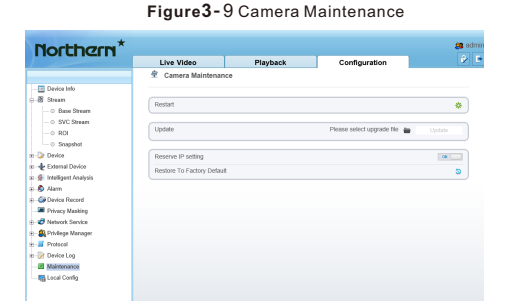 Figure3-9 Camera Maintenance
Northern
admin
Live Video
Playback
Configuration
Camera Maintenance
Device Info
Stream
Base Stream
SVC Stream
ROI
Snapshot
Device
External Device
Intelligent Analysis
Alarm
Device Record
Privacy Masking
Network Service
Privilege Manager
Protocol
Device Log
Maintenance
Local Config
Restart
Update
Please select upgrade file
Update
Reserve IP setting
ON
Restore To Factory Default